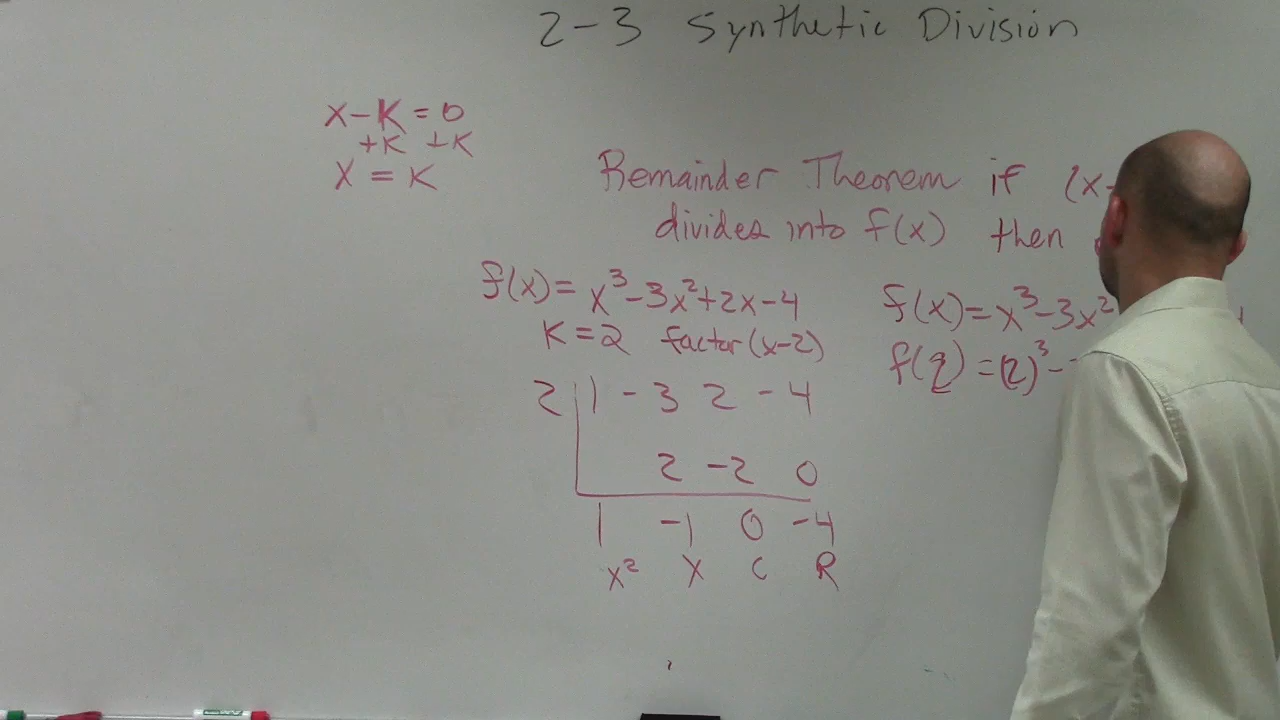 2-3 Synthetic Division
x-K=0
+K +K
X=K
Remainder Theorem if (x-
divides into f(x) then
f(x)=x³-3x²+2x-4
K=2 factor(x-2)
f(x)=x³-3x²
f(2)=(2)³-
2 1 -3 2 -4
2 -2 0
1 -1 0 -4
x² X C R